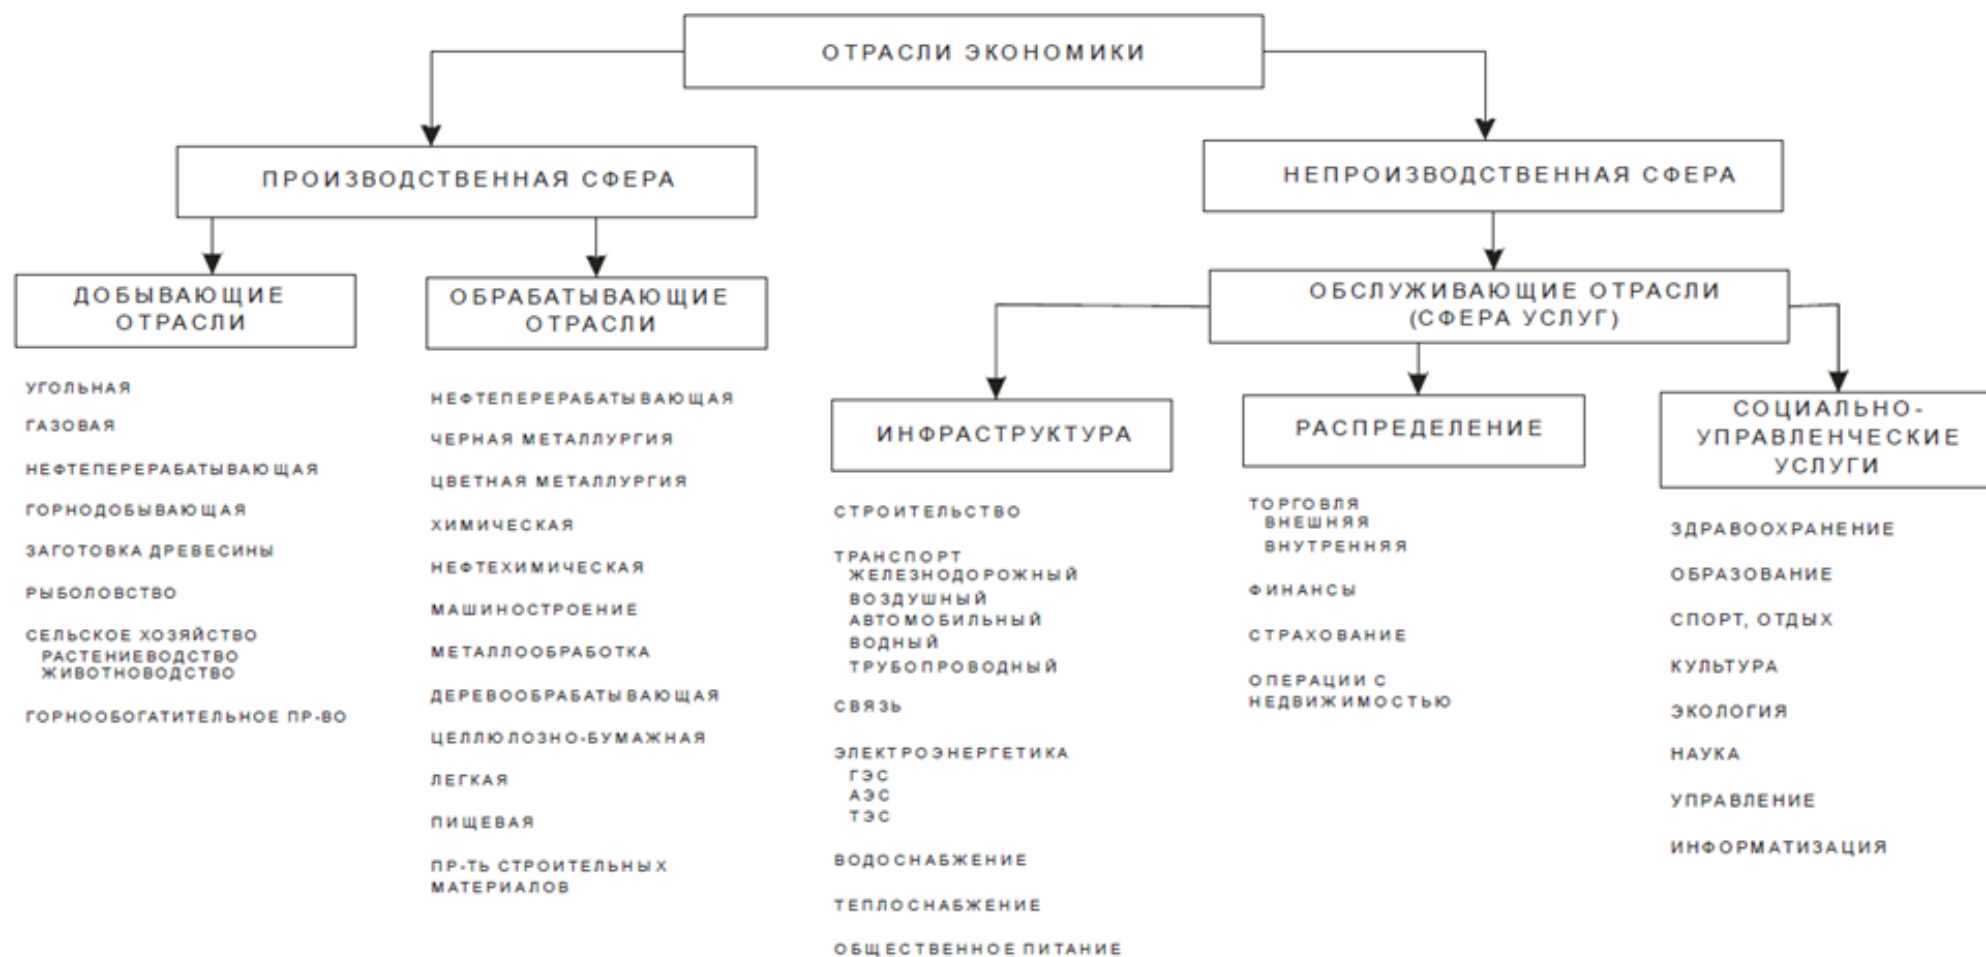 ОТРАСЛИ ЭКОНОМИКИ
ПРОИЗВОДСТВЕННАЯ СФЕРА
НЕПРОИЗВОДСТВЕННАЯ СФЕРА
ДОБЫВАЮЩИЕ
ОТРАСЛИ
ОБРАБАТЫВАЮЩИЕ
ОТРАСЛИ
ОБСЛУЖИВАЮЩИЕ ОТРАСЛИ
(СФЕРА УСЛУГ)
УГОЛЬНАЯ
ГАЗОВАЯ
НЕФТЕПЕРЕРАБАТЫВАЮЩАЯ
ГОРНОДОБЫВАЮЩАЯ
ЗАГОТОВКА ДРЕВЕСИНЫ
РЫБОЛОВСТВО
СЕЛЬСКОЕ ХОЗЯЙСТВО
РАСТЕНИЕВОДСТВО
ЖИВОТНОВОДСТВО
ГОРНООБОГАТИТЕЛЬНОЕ ПР-ВО
НЕФТЕПЕРЕРАБАТЫВАЮЩАЯ
ЧЕРНАЯ МЕТАЛЛУРГИЯ
ЦВЕТНАЯ МЕТАЛЛУРГИЯ
ХИМИЧЕСКАЯ
НЕФТЕХИМИЧЕСКАЯ
МАШИНОСТРОЕНИЕ
МЕТАЛЛООБРАБОТКА
ДЕРЕВООБРАБАТЫВАЮЩАЯ
ЦЕЛЛЮЛОЗНО-БУМАЖНАЯ
ЛЕГКАЯ
ПИЩЕВАЯ
ПР-ТЬ СТРОИТЕЛЬНЫХ
МАТЕРИАЛОВ
ИНФРАСТРУКТУРА
СТРОИТЕЛЬСТВО
ТРАНСПОРТ
ЖЕЛЕЗНОДОРОЖНЫЙ
ВОЗДУШНЫЙ
АВТОМОБИЛЬНЫЙ
ВОДНЫЙ
ТРУБОПРОВОДНЫЙ
СВЯЗЬ
ЭЛЕКТРОЭНЕРГЕТИКА
ГЭС
АЭС
ТЭС
ВОДОСНАБЖЕНИЕ
ТЕПЛОСНАБЖЕНИЕ
ОБЩЕСТВЕННОЕ ПИТАНИЕ
РАСПРЕДЕЛЕНИЕ
ТОРГОВЛЯ
ВНЕШНЯЯ
ВНУТРЕННЯЯ
ФИНАНСЫ
СТРАХОВАНИЕ
ОПЕРАЦИИ С
НЕДВИЖИМОСТЬЮ
СОЦИАЛЬНО-
УПРАВЛЕНЧЕСКИЕ
УСЛУГИ
ЗДРАВООХРАНЕНИЕ
ОБРАЗОВАНИЕ
СПОРТ, ОТДЫХ
КУЛЬТУРА
ЭКОЛОГИЯ
НАУКА
УПРАВЛЕНИЕ
ИНФОРМАТИЗАЦИЯ